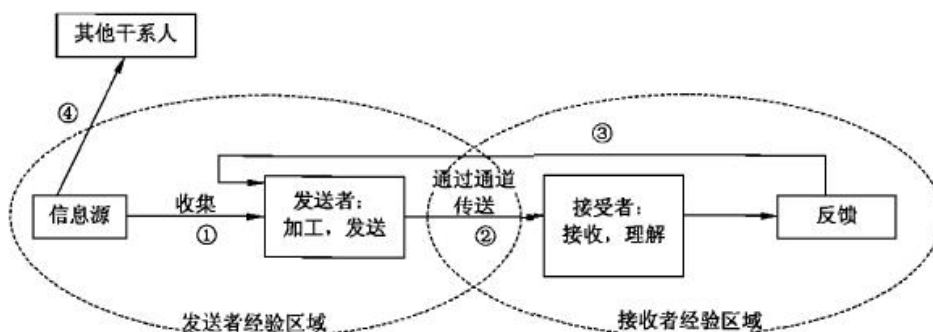 其他干系人
④
③
信息源
收集
①
发送者：
加工，发送
通过通道
传送
②
接受者：
接收，理解
反馈
发送者经验区域
接收者经验区域